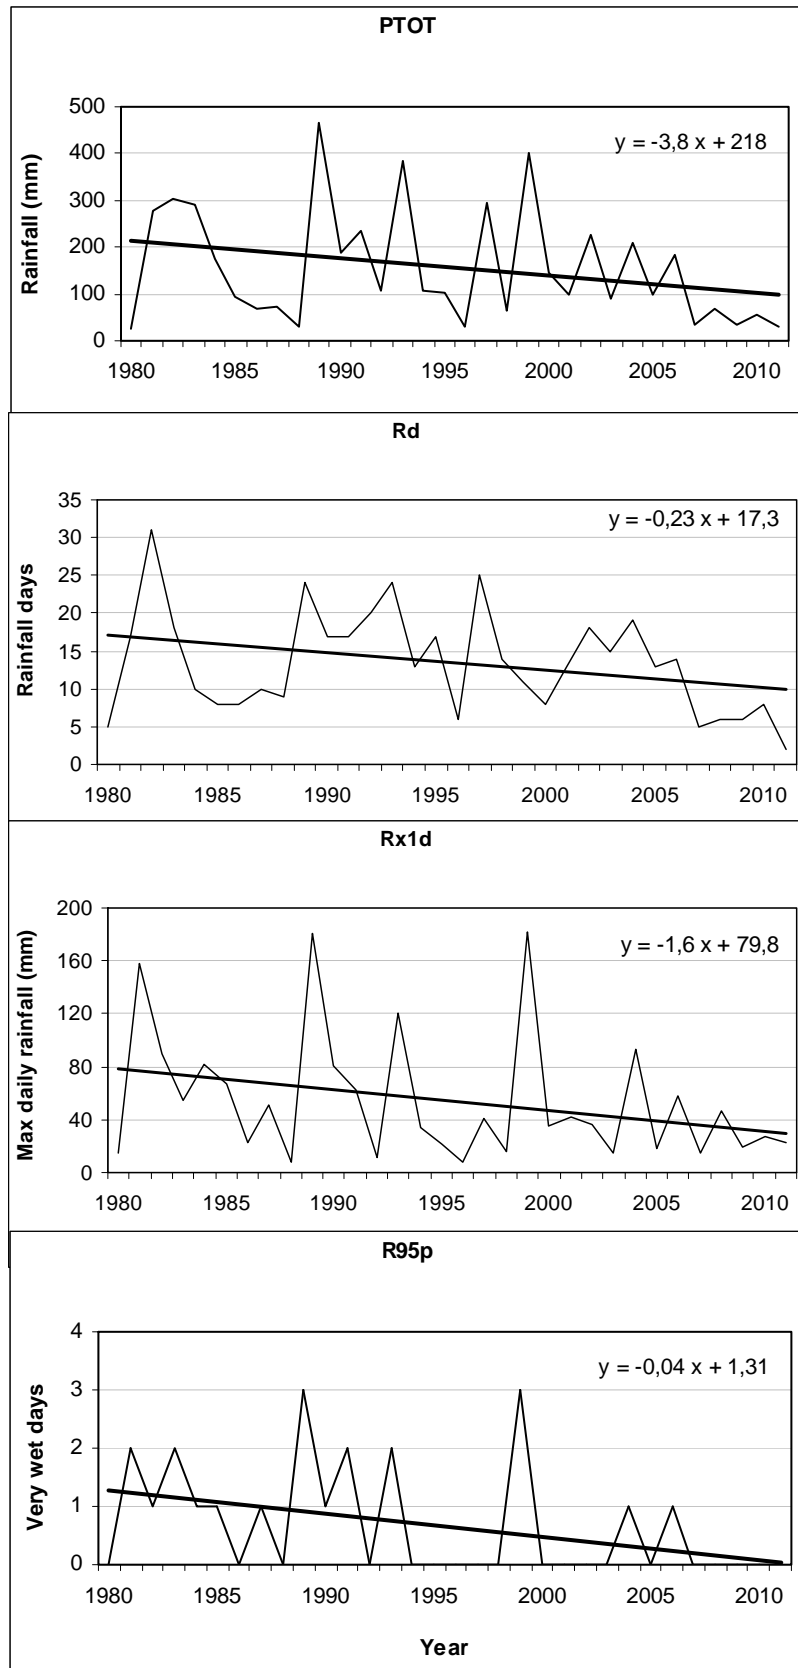 PTOT
y = -3,8 x + 218
Rainfall (mm)
500
400
300
200
100
0
1980 1985 1990 1995 2000 2005 2010
Rd
y = -0,23 x + 17,3
Rainfall days
35
30
25
20
15
10
5
0
1980 1985 1990 1995 2000 2005 2010
Rx1d
y = -1,6 x + 79,8
Max daily rainfall (mm)
200
160
120
80
40
0
1980 1985 1990 1995 2000 2005 2010
R95p
y = -0,04 x + 1,31
Very wet days
4
3
2
1
0
1980 1985 1990 1995 2000 2005 2010
Year